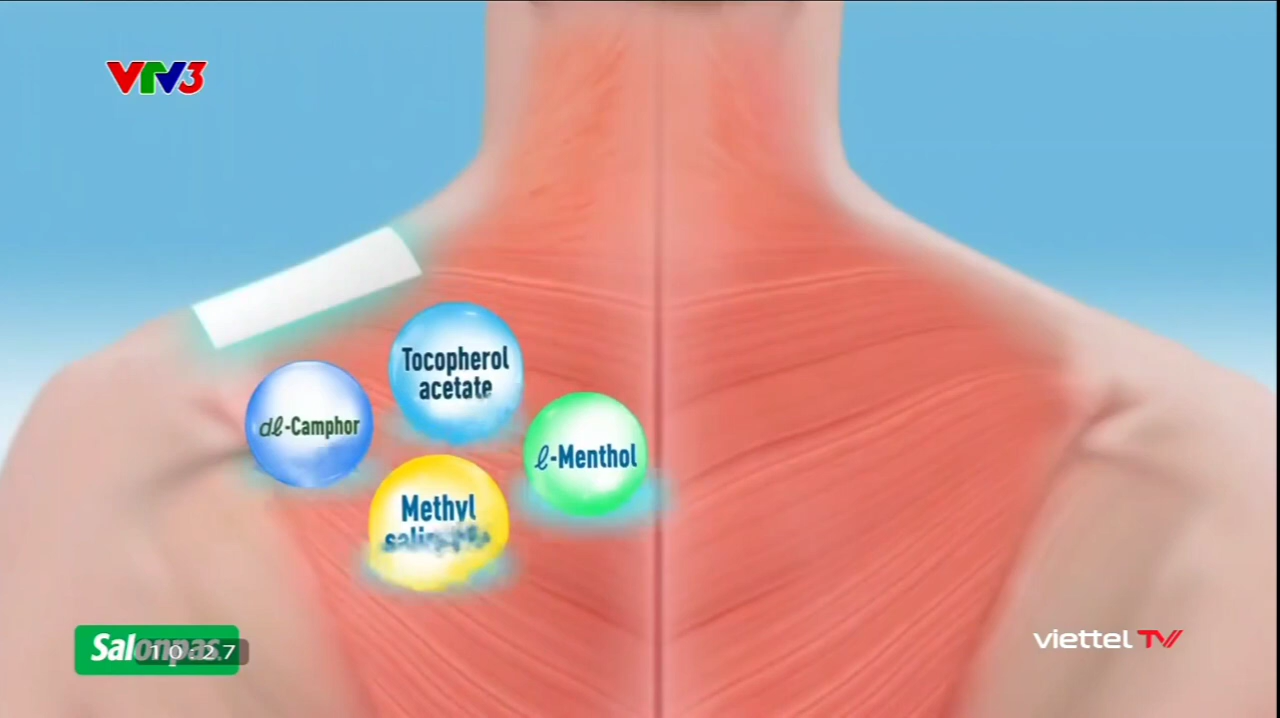 VTV3
Tocopherol
acetate
dl-Camphor
l-Menthol
Methyl
Salonpas
viettel TV